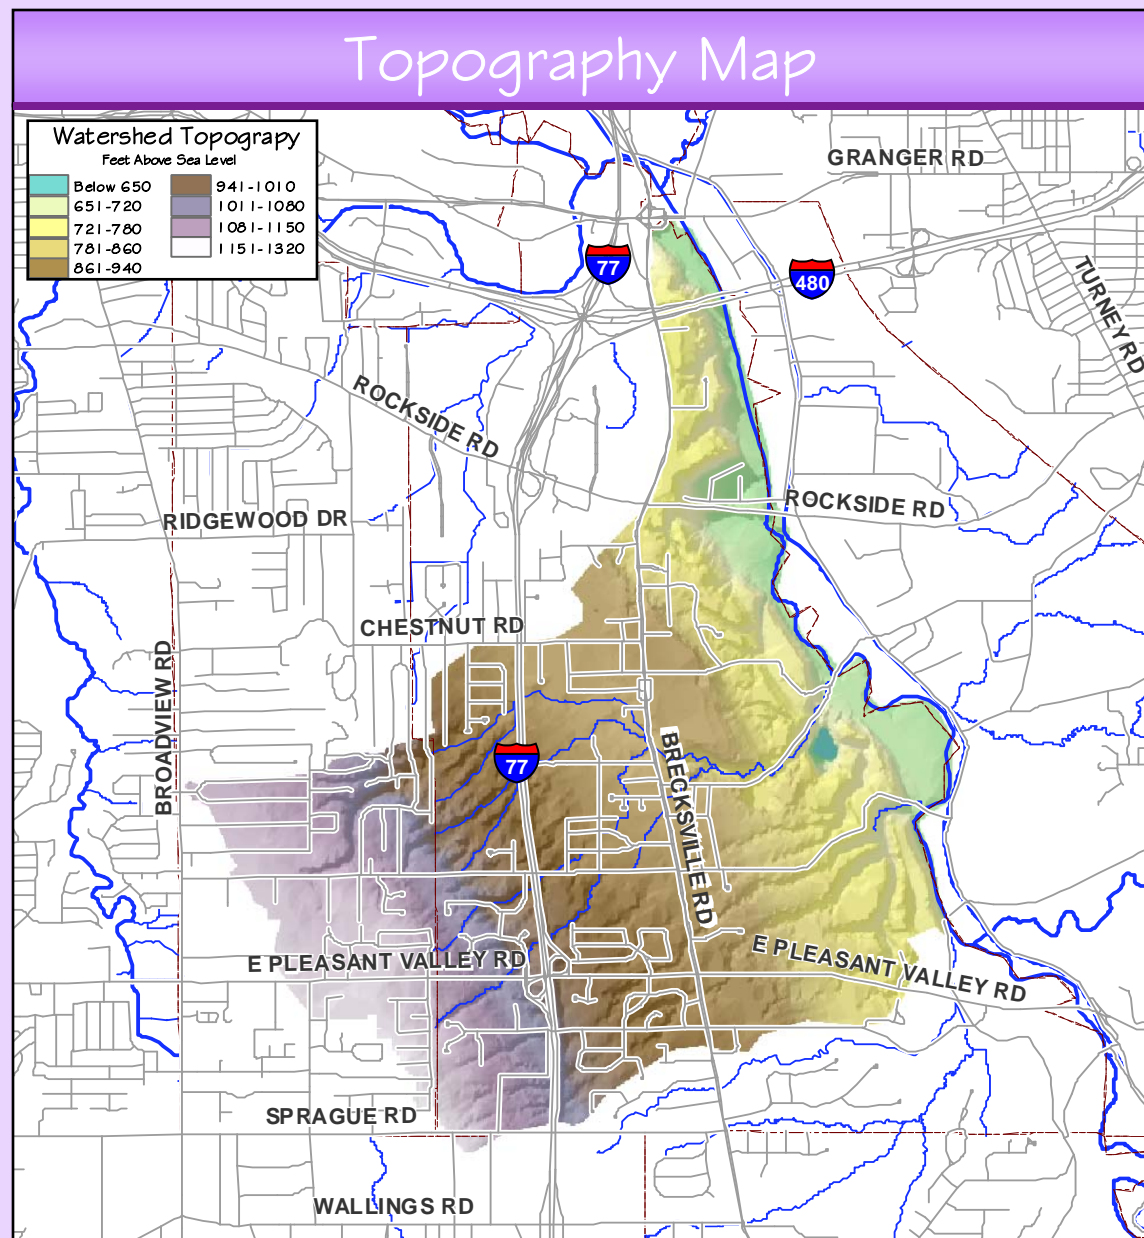 Topography Map
Watershed Topograpy
Feet Above Sea Level
Below 650
651-720
721-780
781-860
861-940
941-1010
1011-1080
1081-1150
1151-1320
GRANGER RD
77
480
TURNEY RD
ROCKSIDE RD
ROCKSIDE RD
RIDGEWOOD DR
CHESTNUT RD
BROADVIEW RD
77
BRECKSVILLE RD
E PLEASANT VALLEY RD
E PLEASANT VALLEY RD
SPRAGUE RD
WALLINGS RD